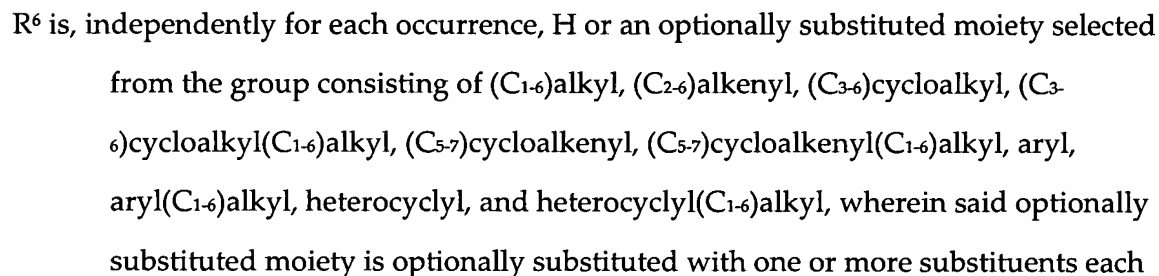 R⁶ is, independently for each occurrence, H or an optionally substituted moiety selected
from the group consisting of (C₁₋₆)alkyl, (C₂₋₆)alkenyl, (C₃₋₆)cycloalkyl, (C₃₋
₆)cycloalkyl(C₁₋₆)alkyl, (C₅₋₇)cycloalkenyl, (C₅₋₇)cycloalkenyl(C₁₋₆)alkyl, aryl,
aryl(C₁₋₆)alkyl, heterocyclyl, and heterocyclyl(C₁₋₆)alkyl, wherein said optionally
substituted moiety is optionally substituted with one or more substituents each